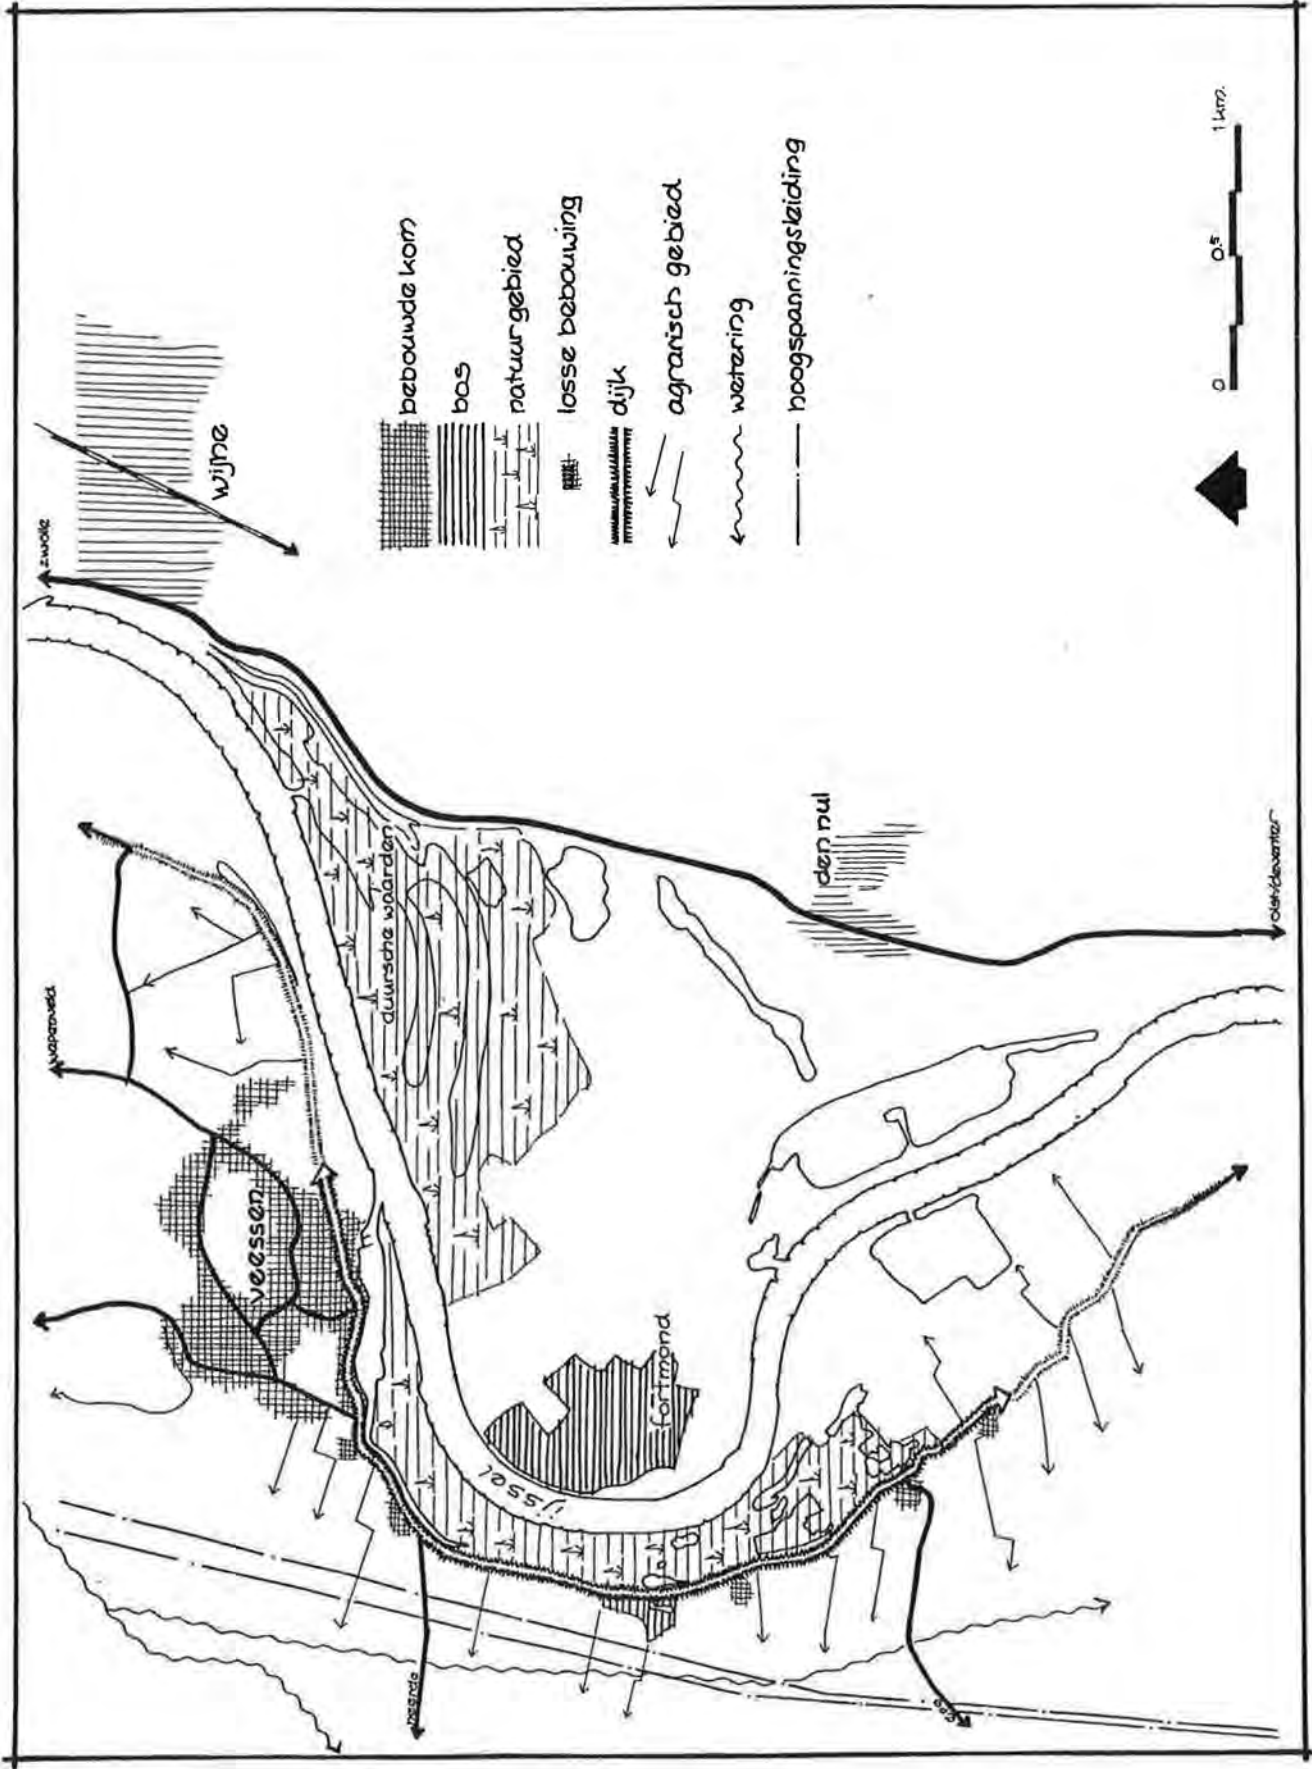 zwolle
wijhe
vorchten
veessen
duursche waarden
ijssel
fortmond
den nul
heerde
epe
olst/deventer
bebouwde kom
bos
natuurgebied
losse bebouwing
dijk
agrarisch gebied
wetering
hoogspanningsleiding
0 0.5 1 km.